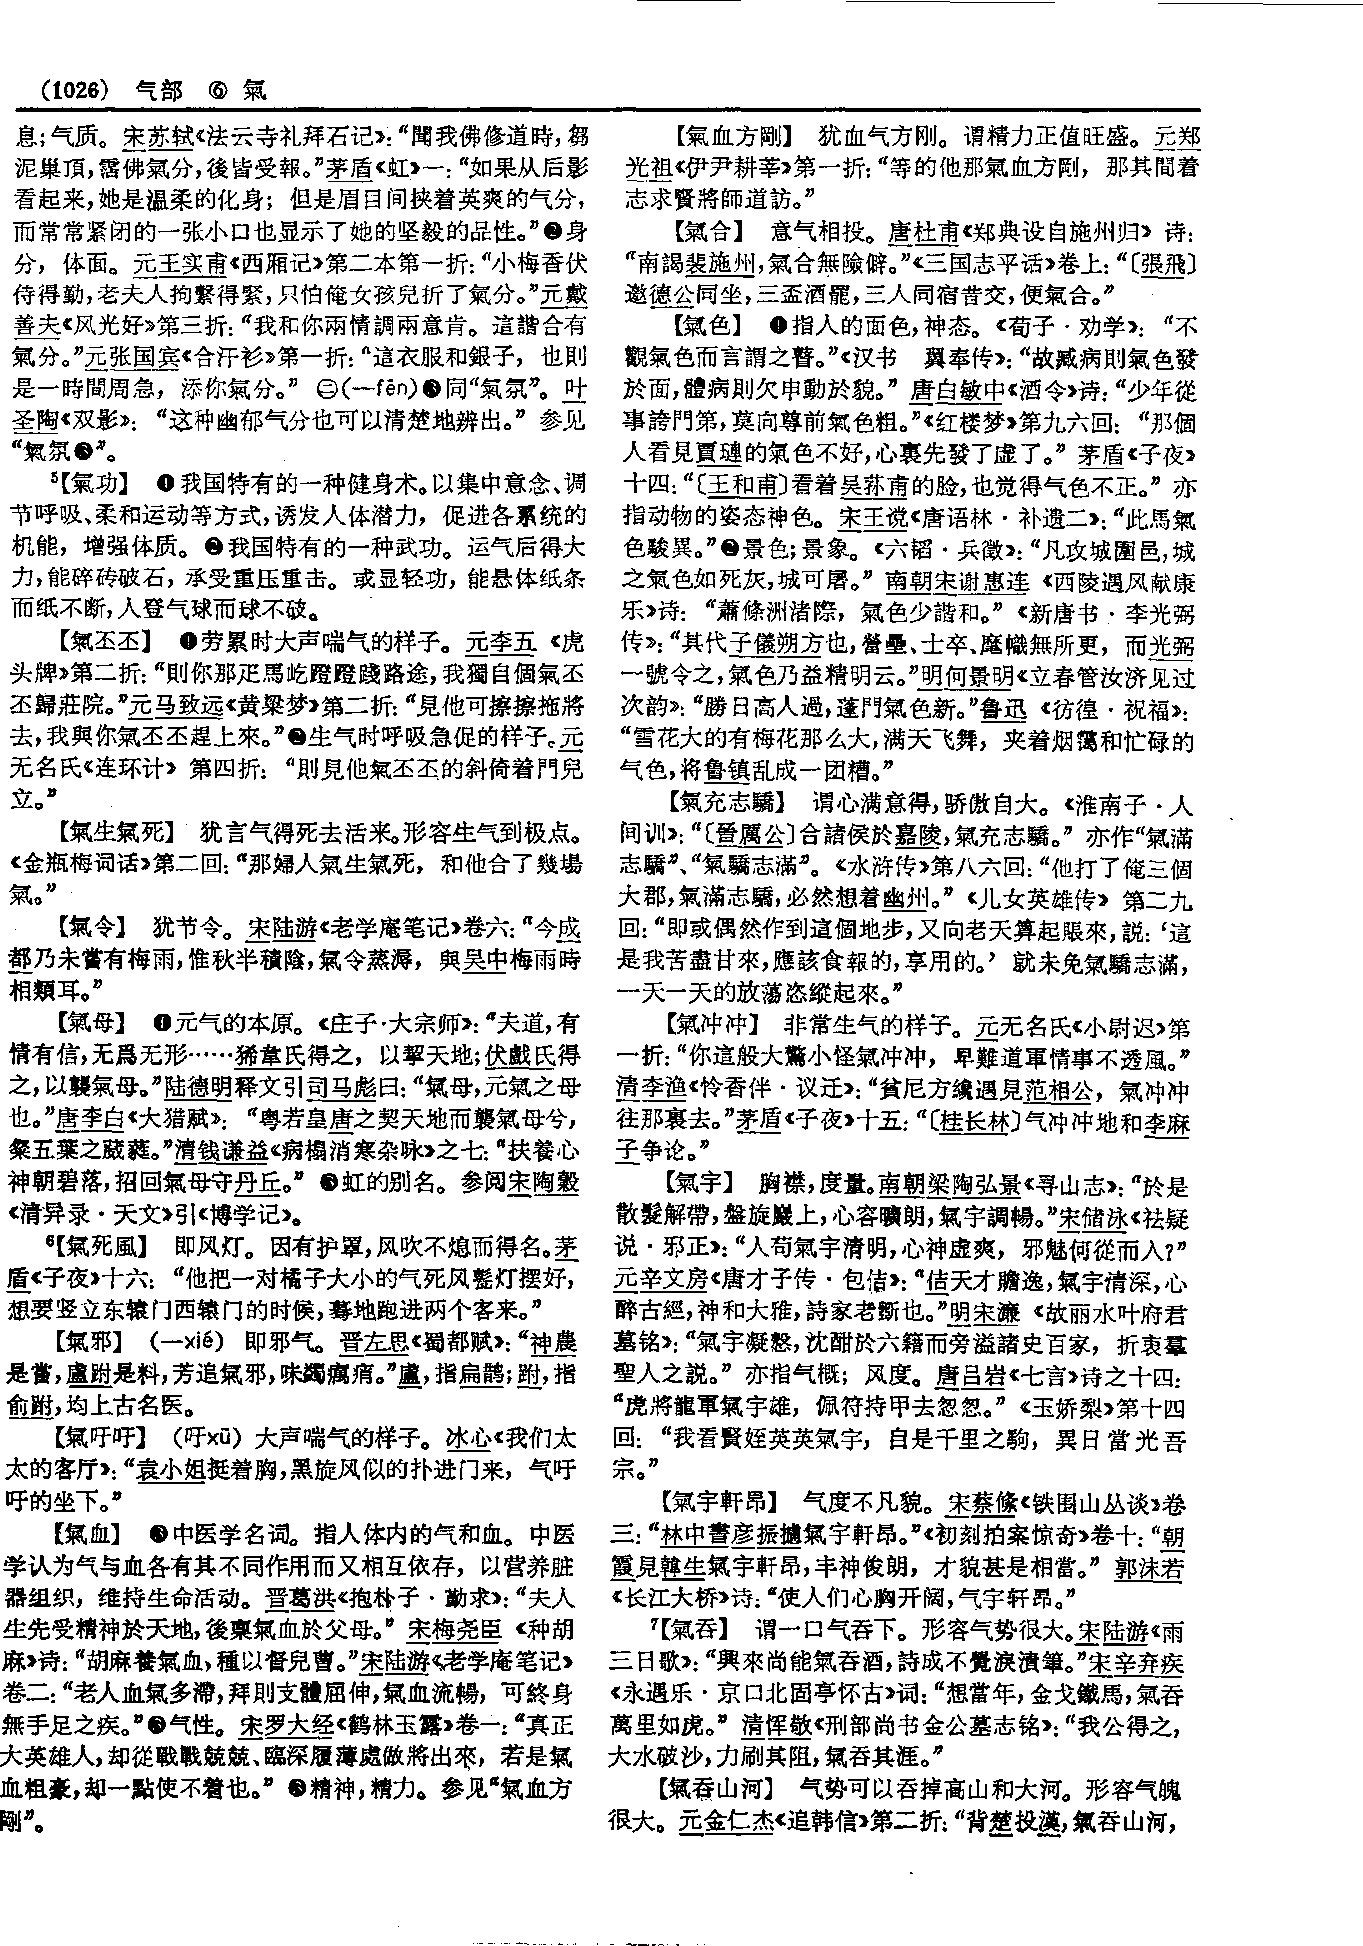 (1026) 气部 ⑥ 氣
息;气质。宋苏轼《法云寺礼拜石记》:“聞我佛修道時,芻
泥巢頂,霑佛氣分,後皆受報。”茅盾《虹》一:“如果从后影
看起来,她是温柔的化身; 但是眉目间挟着英爽的气分,
而常常紧闭的一张小口也显示了她的坚毅的品性。”❷身
分, 体面。元王实甫《西厢记》第二本第一折:“小梅香伏
侍得勤,老夫人拘繫得緊,只怕俺女孩兒折了氣分。”元戴
善夫《风光好》第三折:“我和你兩情調兩意肯。這諧合有
氣分。”元张国宾《合汗衫》第一折:“這衣服和銀子, 也則
是一時間周急, 添你氣分。” ㊁(—fēn)❸同“氣氛”。叶
圣陶《双影》: “这种幽郁气分也可以清楚地辨出。” 参见
“氣氛❸”。
⁵【氣功】 ❶我国特有的一种健身术。以集中意念、调
节呼吸、柔和运动等方式,诱发人体潜力, 促进各系统的
机能, 增强体质。❷我国特有的一种武功。运气后得大
力,能碎砖破石, 承受重压重击。或显轻功,能悬体纸条
而纸不断,人登气球而球不破。
【氣丕丕】 ❶劳累时大声喘气的样子。元李五《虎
头牌》第二折:“則你那疋馬屹蹬蹬踐路途,我獨自個氣丕
丕歸莊院。”元马致远《黄粱梦》第二折:“見他可擦擦拖將
去,我與你氣丕丕趕上來。”❷生气时呼吸急促的样子。元
无名氏《连环计》 第四折: “則見他氣丕丕的斜倚着門兒
立。”
【氣生氣死】 犹言气得死去活来。形容生气到极点。
《金瓶梅词话》第二回:“那婦人氣生氣死, 和他合了幾場
氣。”
【氣令】 犹节令。宋陆游《老学庵笔记》卷六:“今成
都乃未嘗有梅雨,惟秋半積陰,氣令蒸溽, 與吴中梅雨時
相類耳。”
【氣母】 ❶元气的本原。《庄子·大宗师》:“夫道,有
情有信,无爲无形……狶韋氏得之, 以挈天地;伏戲氏得
之,以襲氣母。”陆德明释文引司马彪曰:“氣母,元氣之母
也。”唐李白《大猎赋》: “粤若皇唐之契天地而襲氣母兮,
粲五葉之葳蕤。”清钱谦益《病榻消寒杂咏》之七:“扶養心
神朝碧落,招回氣母守丹丘。” ❷虹的别名。参阅宋陶穀
《清异录·天文》引《博学记》。
⁶【氣死風】 即风灯。因有护罩,风吹不熄而得名。茅
盾《子夜》十六: “他把一对橘子大小的气死风鳌灯摆好,
想要竖立东辕门西辕门的时候,蓦地跑进两个客来。”
【氣邪】 (—xié) 即邪气。晋左思《蜀都赋》:“神農
是嘗,盧跗是料,芳追氣邪,味蠲癘痟。”盧,指扁鹊;跗,指
俞跗,均上古名医。
【氣吁吁】 (吁xū) 大声喘气的样子。冰心《我们太
太的客厅》:“袁小姐挺着胸,黑旋风似的扑进门来, 气吁
吁的坐下。”
【氣血】 ❶中医学名词。指人体内的气和血。中医
学认为气与血各有其不同作用而又相互依存, 以营养脏
器组织, 维持生命活动。晋葛洪《抱朴子·勤求》:“夫人
生先受精神於天地,後稟氣血於父母。” 宋梅尧臣《种胡
麻》诗:“胡麻養氣血,種以督兒曹。”宋陆游《老学庵笔记》
卷二:“老人血氣多滯,拜則支體屈伸,氣血流暢, 可終身
無手足之疾。”❷气性。宋罗大经《鹤林玉露》卷一:“真正
大英雄人,却從戰戰兢兢、臨深履薄處做將出來, 若是氣
血粗豪,却一點使不着也。” ❸精神,精力。参见“氣血方
剛”。
【氣血方剛】 犹血气方刚。谓精力正值旺盛。元郑
光祖《伊尹耕莘》第一折:“等的他那氣血方剛, 那其間着
志求賢將師道訪。”
【氣合】 意气相投。唐杜甫《郑典设自施州归》 诗:
“南謁裴施州,氣合無險僻。”《三国志平话》卷上:“〔張飛〕
邀德公同坐,三盃酒罷,三人同宿昔交,便氣合。”
【氣色】 ❶指人的面色,神态。《荀子·劝学》: “不
觀氣色而言謂之瞽。”《汉书 翼奉传》:“故臧病則氣色發
於面,體病則欠申動於貌。” 唐白敏中《酒令》诗:“少年從
事誇門第,莫向尊前氣色粗。”《红楼梦》第九六回: “那個
人看見賈璉的氣色不好,心裏先發了虚了。” 茅盾《子夜》
十四:“〔王和甫〕看着吴荪甫的脸,也觉得气色不正。” 亦
指动物的姿态神色。宋王谠《唐语林·补遗二》:“此馬氣
色駿異。”❷景色;景象。《六韬·兵徵》:“凡攻城圍邑,城
之氣色如死灰,城可屠。” 南朝宋谢惠连《西陵遇风献康
乐》诗: “蕭條洲渚際, 氣色少諧和。” 《新唐书·李光弼
传》:“其代子儀朔方也,營壘、士卒、麾幟無所更, 而光弼
一號令之,氣色乃益精明云。”明何景明《立春管汝济见过
次韵》:“勝日高人過,蓬門氣色新。”鲁迅《彷徨·祝福》:
“雪花大的有梅花那么大,满天飞舞, 夹着烟霭和忙碌的
气色,将鲁镇乱成一团糟。”
【氣充志驕】 谓心满意得,骄傲自大。《淮南子·人
间训》:“〔晉厲公〕合諸侯於嘉陵,氣充志驕。” 亦作“氣滿
志驕”、“氣驕志滿”。《水浒传》第八六回:“他打了俺三個
大郡,氣滿志驕,必然想着幽州。” 《儿女英雄传》 第二九
回:“即或偶然作到這個地步,又向老天算起賬來,説:‘這
是我苦盡甘來,應該食報的,享用的。’ 就未免氣驕志滿,
一天一天的放蕩恣縱起來。”
【氣冲冲】 非常生气的样子。元无名氏《小尉迟》第
一折:“你這般大驚小怪氣冲冲, 早難道軍情事不透風。”
清李渔《怜香伴·议迁》:“貧尼方纔遇見范相公, 氣冲冲
往那裏去。”茅盾《子夜》十五:“〔桂长林〕气冲冲地和李麻
子争论。”
【氣宇】 胸襟,度量。南朝梁陶弘景《寻山志》:“於是
散髮解帶,盤旋巖上,心容曠朗,氣宇調暢。”宋储泳《祛疑
说·邪正》:“人苟氣宇清明,心神虚爽, 邪魅何從而入?”
元辛文房《唐才子传·包佶》:“佶天才贍逸,氣宇清深,心
醉古經,神和大雅,詩家老斲也。”明宋濂《故丽水叶府君
墓铭》:“氣宇凝慤,沈酣於六籍而旁溢諸史百家, 折衷羣
聖人之説。” 亦指气概; 风度。唐吕岩《七言》诗之十四:
“虎將龍軍氣宇雄, 佩符持甲去怱怱。” 《玉娇梨》第十四
回: “我看賢姪英英氣宇, 自是千里之駒, 異日當光吾
宗。”
【氣宇軒昂】 气度不凡貌。宋蔡絛《铁围山丛谈》卷
三:“林中書彦振攄氣宇軒昂。”《初刻拍案惊奇》卷十:“朝
霞見韓生氣宇軒昂,丰神俊朗, 才貌甚是相當。” 郭沫若
《长江大桥》诗:“使人们心胸开阔,气宇轩昂。”
⁷【氣吞】 谓一口气吞下。形容气势很大。宋陆游《雨
三日歌》:“興來尚能氣吞酒,詩成不覺淚漬筆。”宋辛弃疾
《永遇乐·京口北固亭怀古》词:“想當年,金戈鐵馬,氣吞
萬里如虎。” 清恽敬《刑部尚书金公墓志铭》:“我公得之,
大水破沙,力刷其阻,氣吞其涯。”
【氣吞山河】 气势可以吞掉高山和大河。形容气魄
很大。元金仁杰《追韩信》第二折:“背楚投漢,氣吞山河,